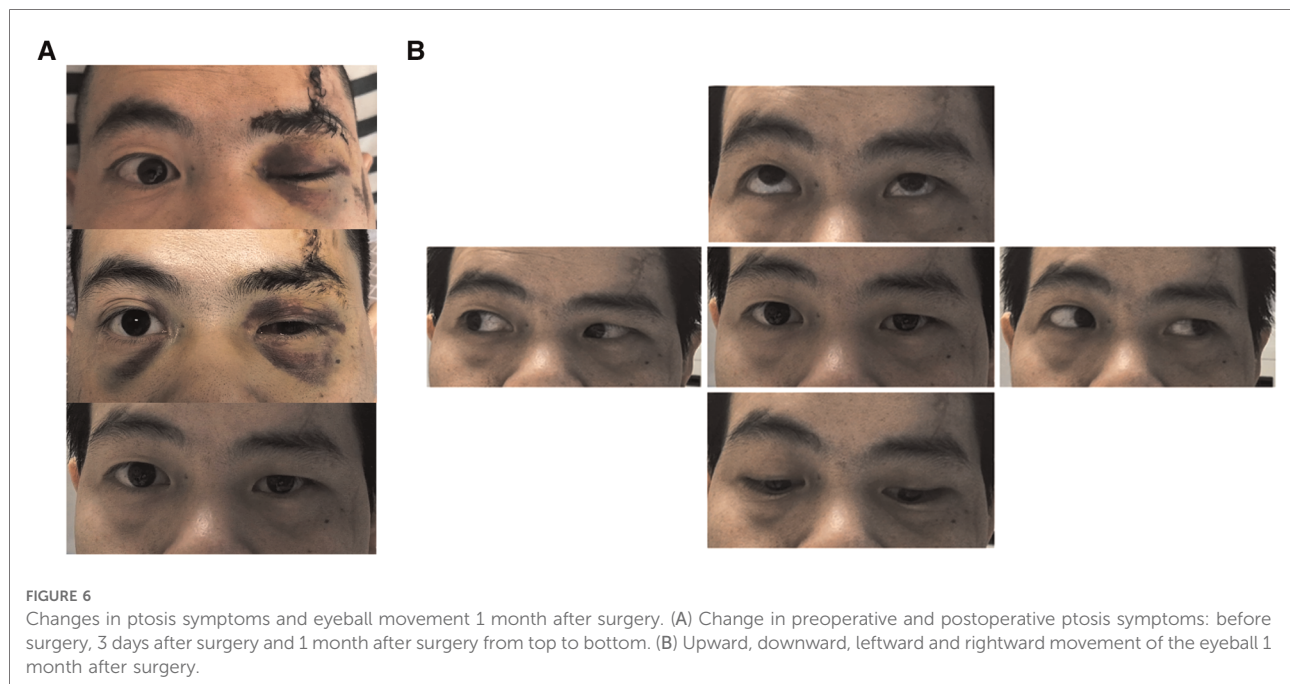 A
B
FIGURE 6
Changes in ptosis symptoms and eyeball movement 1 month after surgery. (A) Change in preoperative and postoperative ptosis symptoms: before
surgery, 3 days after surgery and 1 month after surgery from top to bottom. (B) Upward, downward, leftward and rightward movement of the eyeball 1
month after surgery.